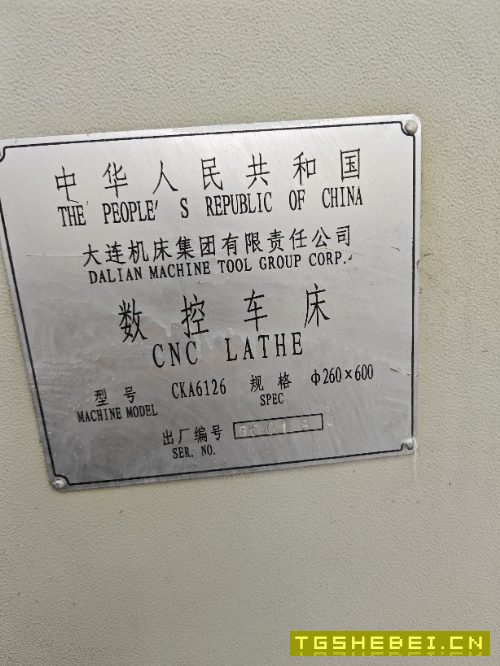 中华人民共和国
THE PEOPLE' S REPUBLIC OF CHINA
大连机床集团有限责任公司
DALIAN MACHINE TOOL GROUP CORP.
数控车床
CNC LATHE
型号 CKA6126 规格 φ260×600
MACHINE MODEL SPEC
出厂编号
SER. NO.
TGSHEBEI.CN